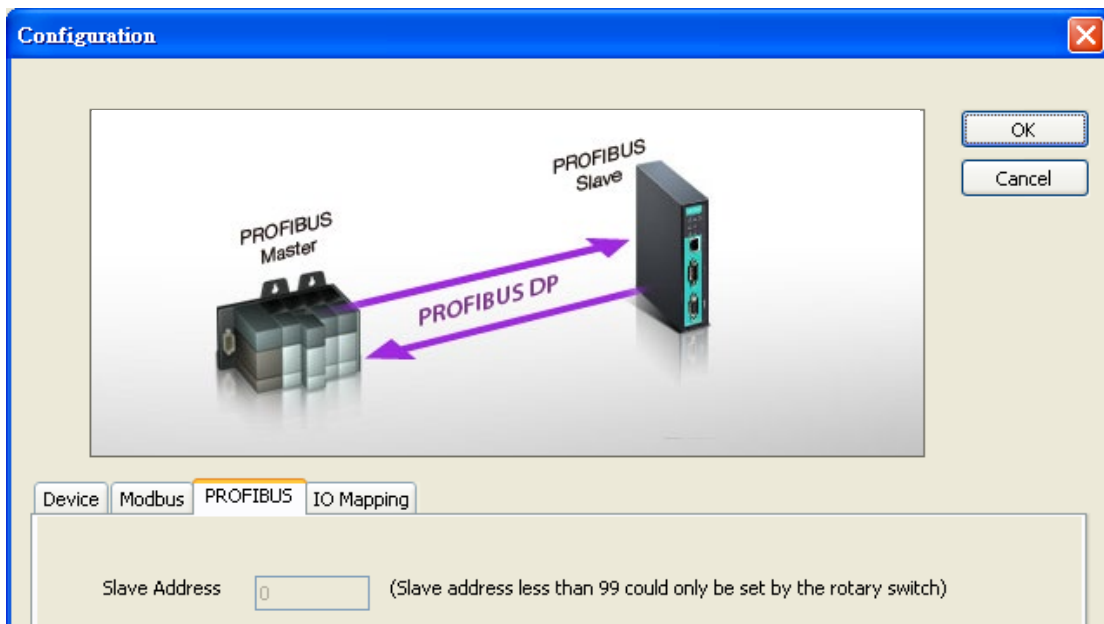 Configuration
OK
Cancel
PROFIBUS
Slave
PROFIBUS
Master
PROFIBUS DP
Device
Modbus
PROFIBUS
IO Mapping
Slave Address
0
(Slave address less than 99 could only be set by the rotary switch)